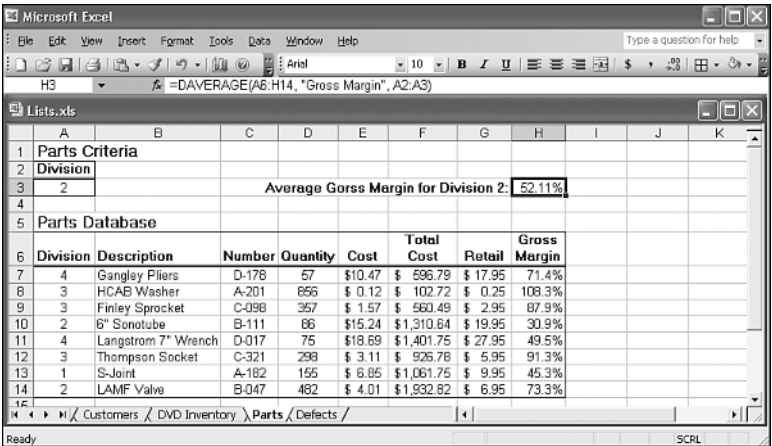 Microsoft Excel
File Edit View Insert Format Tools Data Window Help Type a question for help
Arial 10 B I U $ ,
H3 fx =DAVERAGE(A6:H14, "Gross Margin", A2:A3)
Lists.xls
A B C D E F G H I J K
1 Parts Criteria
2 Division
3 2 Average Gorss Margin for Division 2: 52.11%
4
5 Parts Database
6 Division Description Number Quantity Cost Total Cost Retail Gross Margin
7 4 Gangley Pliers D-178 57 $10.47 $ 596.79 $ 17.95 71.4%
8 3 HCAB Washer A-201 856 $ 0.12 $ 102.72 $ 0.25 108.3%
9 3 Finley Sprocket C-098 357 $ 1.57 $ 560.49 $ 2.95 87.9%
10 2 6" Sonotube B-111 86 $15.24 $1,310.64 $ 19.95 30.9%
11 4 Langstrom 7" Wrench D-017 75 $18.69 $1,401.75 $ 27.95 49.5%
12 3 Thompson Socket C-321 298 $ 3.11 $ 926.78 $ 5.95 91.3%
13 1 S-Joint A-182 155 $ 6.85 $1,061.75 $ 9.95 45.3%
14 2 LAMF Valve B-047 482 $ 4.01 $1,932.82 $ 6.95 73.3%
15
Customers / DVD Inventory \ Parts / Defects /
Ready SCRL